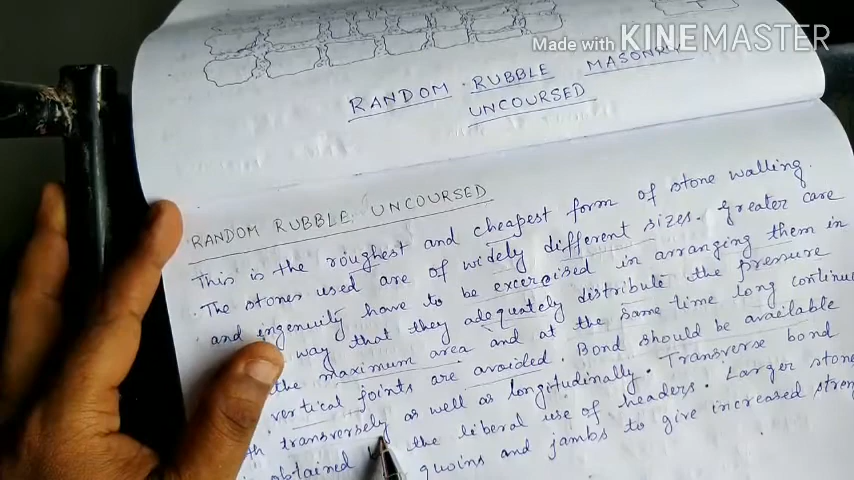 Made with KINEMASTER
RANDOM RUBBLE MASONRY
UNCOURSED
RANDOM RUBBLE; UNCOURSED
This is the roughest and cheapest form of stone walling.
The stones used are of widely different sizes. Greater care
and ingenuity have to be excercised in arranging them in
way that they adequately distribute the pressure
the maximum area and at the same time long continuo
vertical joints are avoided. Bond should be available
th transversely as well as longitudinally. Transverse bond
obtained the liberal use of headers. Larger stone
quoins and jambs to give increased stren